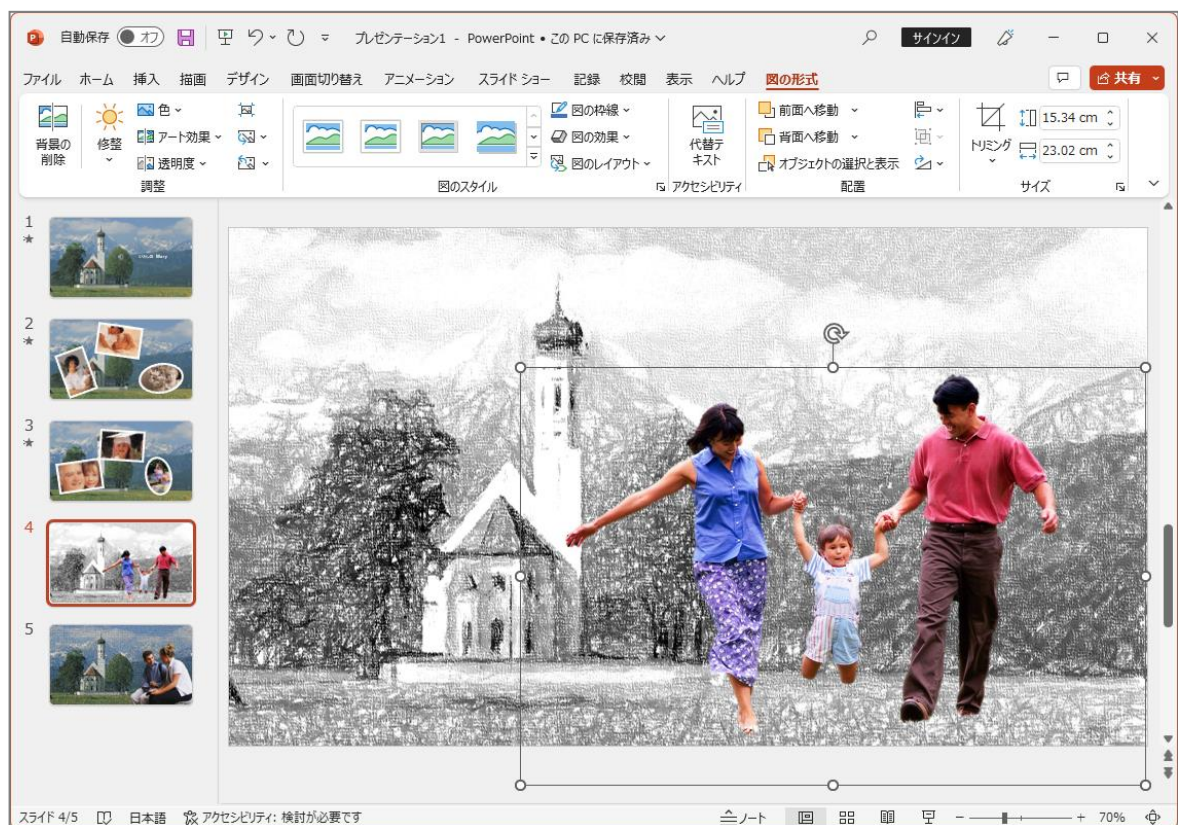 自動保存 オフ プレゼンテーション1 - PowerPoint • この PC に保存済み サインイン
ファイル ホーム 挿入 描画 デザイン 画面切り替え アニメーション スライド ショー 記録 校閲 表示 ヘルプ 図の形式 共有
背景の
削除
修整
色
アート効果
透明度
調整
図のスタイル
図の枠線
図の効果
図のレイアウト
代替テ
キスト
アクセシビリティ
前面へ移動
背面へ移動
オブジェクトの選択と表示
配置
トリミング
15.34 cm
23.02 cm
サイズ
1
2
3
4
5
スライド 4/5 日本語 アクセシビリティ: 検討が必要です ノート 70%